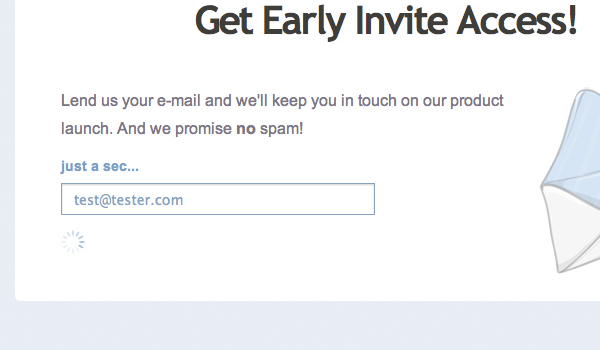 Get Early Invite Access!
Lend us your e-mail and we'll keep you in touch on our product
launch. And we promise no spam!
just a sec...
test@tester.com